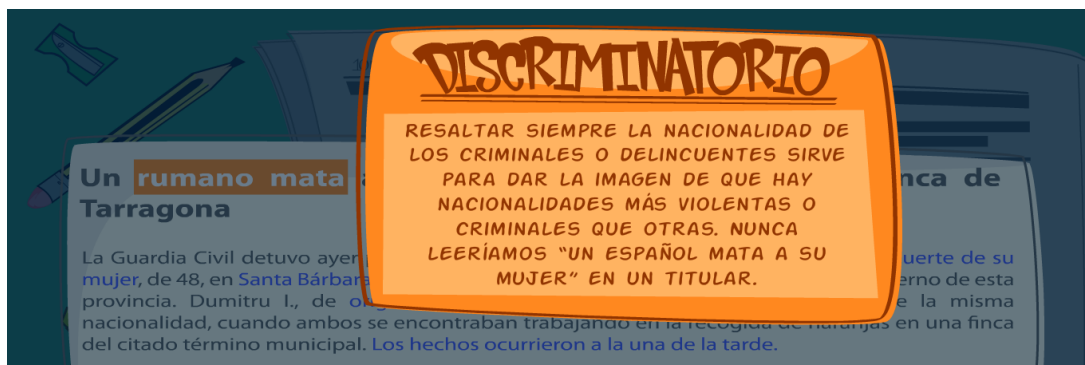 DISCRIMINATORIO
RESALTAR SIEMPRE LA NACIONALIDAD DE
LOS CRIMINALES O DELINCUENTES SIRVE
PARA DAR LA IMAGEN DE QUE HAY
NACIONALIDADES MÁS VIOLENTAS O
CRIMINALES QUE OTRAS. NUNCA
LEERÍAMOS “UN ESPAÑOL MATA A SU
MUJER” EN UN TITULAR.
Un rumano mata nca de
Tarragona
La Guardia Civil detuvo ayer uerte de su
mujer, de 48, en Santa Bárbara erno de esta
provincia. Dumitru I., de e la misma
nacionalidad, cuando ambos se encontraban trabajando en la recogida de naranjas en una finca
del citado término municipal. Los hechos ocurrieron a la una de la tarde.